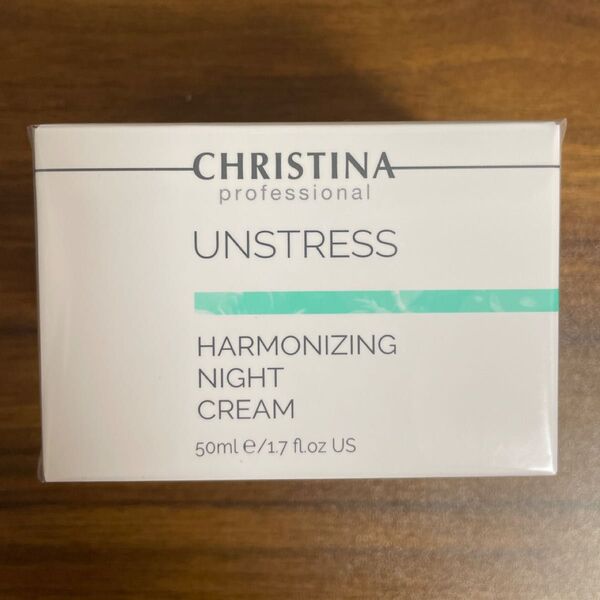 CHRISTINA
professional
UNSTRESS
HARMONIZING
NIGHT
CREAM
50ml ℮/1.7 fl.oz US